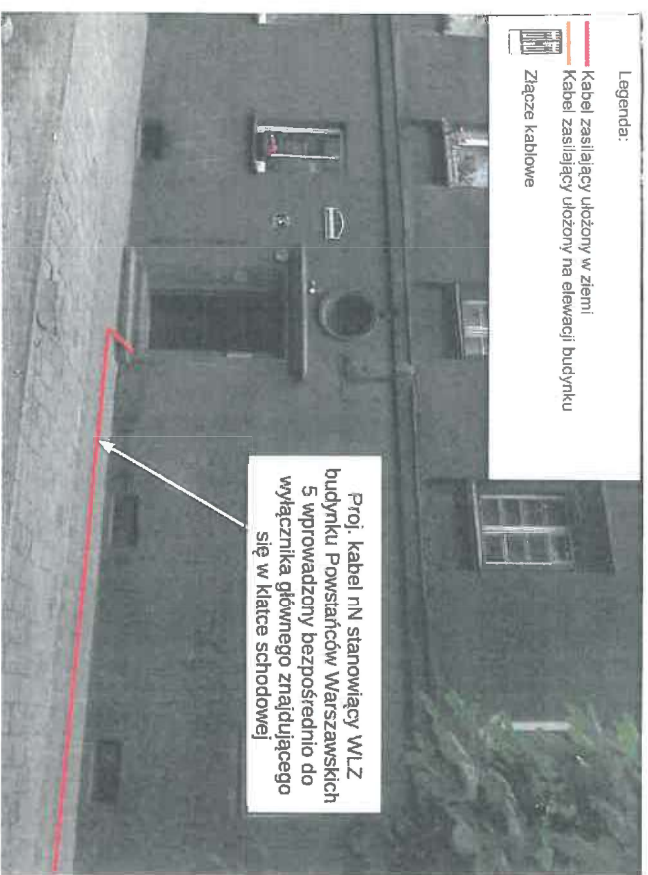 Legenda:
Kabel zasilający ułożony w ziemi
Kabel zasilający ułożony na elewacji budynku
Złącze kablowe
Proj. kabel nN stanowiący WLZ
budynku Powstańców Warszawskich
5 wprowadzony bezpośrednio do
wyłącznika głównego znajdującego
się w klatce schodowej